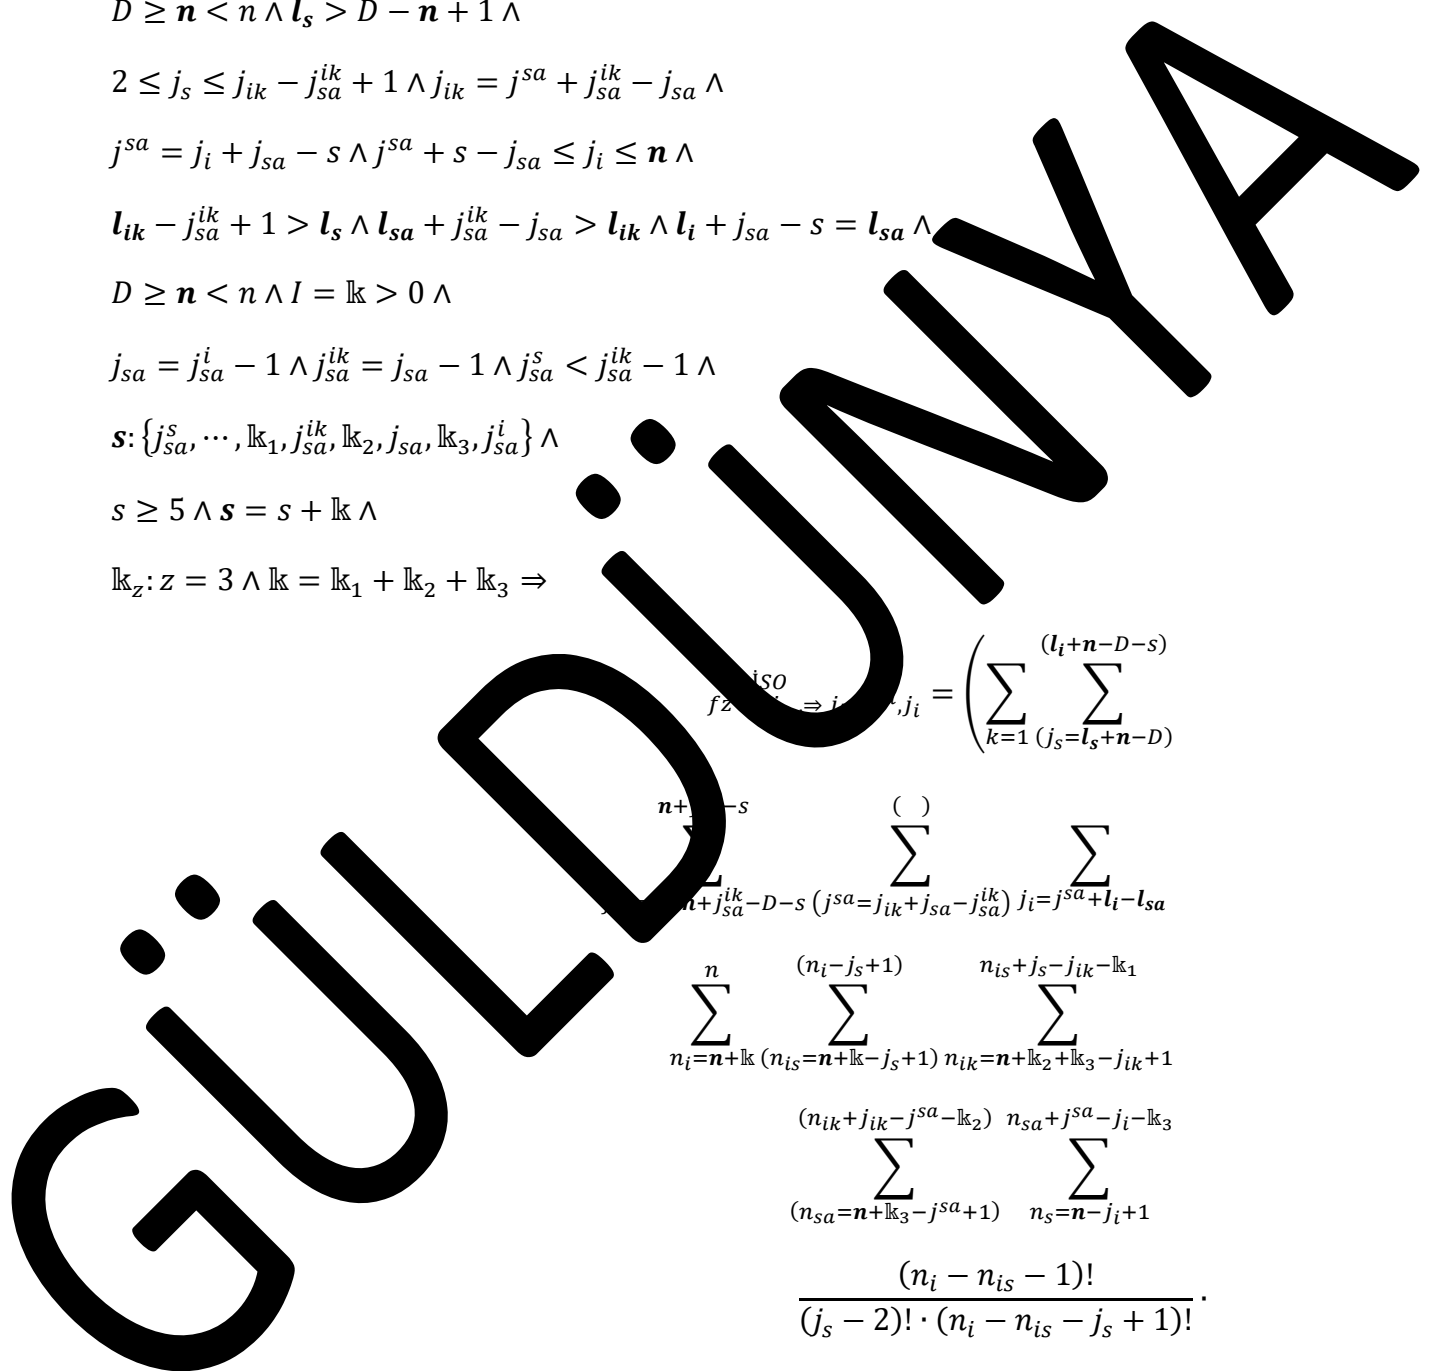 D ≥ n < n ∧ l_s > D − n + 1 ∧
2 ≤ j_s ≤ j_{ik} − j_{sa}^{ik} + 1 ∧ j_{ik} = j^{sa} + j_{sa}^{ik} − j_{sa} ∧
j^{sa} = j_i + j_{sa} − s ∧ j^{sa} + s − j_{sa} ≤ j_i ≤ n ∧
l_{ik} − j_{sa}^{ik} + 1 > l_s ∧ l_{sa} + j_{sa}^{ik} − j_{sa} > l_{ik} ∧ l_i + j_{sa} − s = l_{sa} ∧
D ≥ n < n ∧ I = 𝕜 > 0 ∧
j_{sa} = j_{sa}^i − 1 ∧ j_{sa}^{ik} = j_{sa} − 1 ∧ j_{sa}^s < j_{sa}^{ik} − 1 ∧
s: {j_{sa}^s, ⋯, 𝕜_1, j_{sa}^{ik}, 𝕜_2, j_{sa}, 𝕜_3, j_{sa}^i} ∧
s ≥ 5 ∧ s = s + 𝕜 ∧
𝕜_z: z = 3 ∧ 𝕜 = 𝕜_1 + 𝕜_2 + 𝕜_3 ⇒
GÜLDÜNYA
(l_i+n−D−s)
SO
fz ⇒ ,j_i = ( ∑ ∑
k=1 (j_s=l_s+n−D)
n+ −s ( )
∑ ∑ ∑
n+j_{sa}^{ik}−D−s (j^{sa}=j_{ik}+j_{sa}−j_{sa}^{ik}) j_i=j^{sa}+l_i−l_{sa}
n (n_i−j_s+1) n_{is}+j_s−j_{ik}−𝕜_1
∑ ∑ ∑
n_i=n+𝕜 (n_{is}=n+𝕜−j_s+1) n_{ik}=n+𝕜_2+𝕜_3−j_{ik}+1
(n_{ik}+j_{ik}−j^{sa}−𝕜_2) n_{sa}+j^{sa}−j_i−𝕜_3
∑ ∑
(n_{sa}=n+𝕜_3−j^{sa}+1) n_s=n−j_i+1
(n_i − n_{is} − 1)!
(j_s − 2)! · (n_i − n_{is} − j_s + 1)! ·